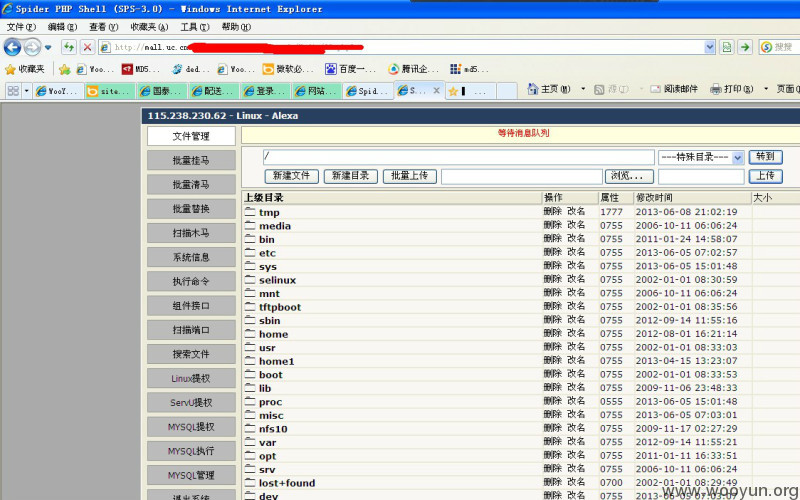 Spider PHP Shell (SPS-3.0) - Windows Internet Explorer
文件(F) 编辑(E) 查看(V) 收藏夹(A) 工具(T) 帮助(H)
http://mall.uc.cn
搜搜
收藏夹 Woo... MD5... ded... Woo... 微软必... 百度一... 腾讯企... md5...
WooY... site... 国泰... 配送... 登录... 网站... Spid... S... 主页(M) 源(D) 阅读邮件 打印(P) 页面(
115.238.230.62 - Linux - Alexa
文件管理
批量挂马
批量清马
批量替换
扫描木马
系统信息
执行命令
组件接口
扫描端口
搜索文件
Linux提权
ServU提权
MYSQL提权
MYSQL执行
MYSQL管理
退出系统
等待消息队列
/ ---特殊目录--- 转到
新建文件 新建目录 批量上传 浏览... 上传
上级目录 操作 属性 修改时间 大小
tmp 删除 改名 1777 2013-06-08 21:02:19
media 删除 改名 0755 2006-10-11 06:06:24
bin 删除 改名 0755 2011-01-24 14:58:07
etc 删除 改名 0755 2013-06-05 07:02:57
sys 删除 改名 0755 2013-06-05 15:01:48
selinux 删除 改名 0755 2002-01-01 08:30:59
mnt 删除 改名 0755 2006-10-11 06:06:24
tftpboot 删除 改名 0755 2002-01-01 08:35:56
sbin 删除 改名 0755 2012-09-14 11:55:16
home 删除 改名 0755 2012-08-01 16:21:14
usr 删除 改名 0755 2002-01-01 08:33:03
home1 删除 改名 0755 2013-04-15 13:23:07
boot 删除 改名 0755 2002-01-01 08:33:53
lib 删除 改名 0755 2009-11-06 23:48:33
proc 删除 改名 0555 2013-06-05 15:01:48
misc 删除 改名 0755 2013-06-05 07:03:01
nfs10 删除 改名 0755 2009-11-17 02:27:29
var 删除 改名 0755 2012-09-14 11:55:21
opt 删除 改名 0755 2011-01-11 16:33:51
srv 删除 改名 0755 2006-10-11 06:06:24
lost+found 删除 改名 0700 2002-01-01 08:29:49
dev 删除 改名 0755 2013-06-05 07:03:07
www.wooyun.org